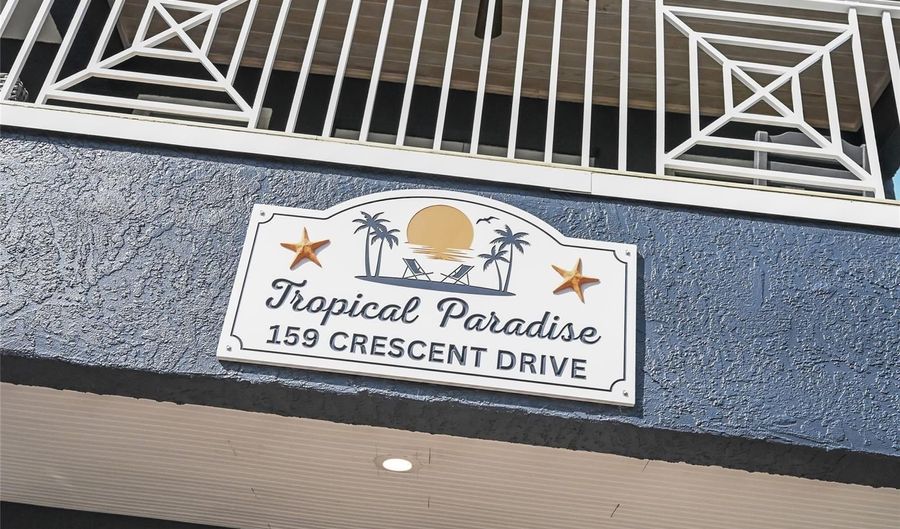 Tropical Paradise
159 CRESCENT DRIVE